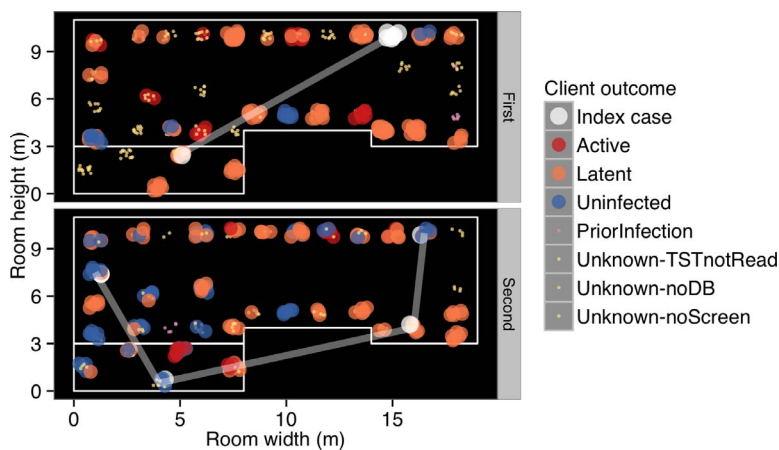 Room height (m)
9
6
3
0
First
9
6
3
0
Second
0
5
10
15
Room width (m)
Client outcome
Index case
Active
Latent
Uninfected
PriorInfection
Unknown-TSTnotRead
Unknown-noDB
Unknown-noScreen